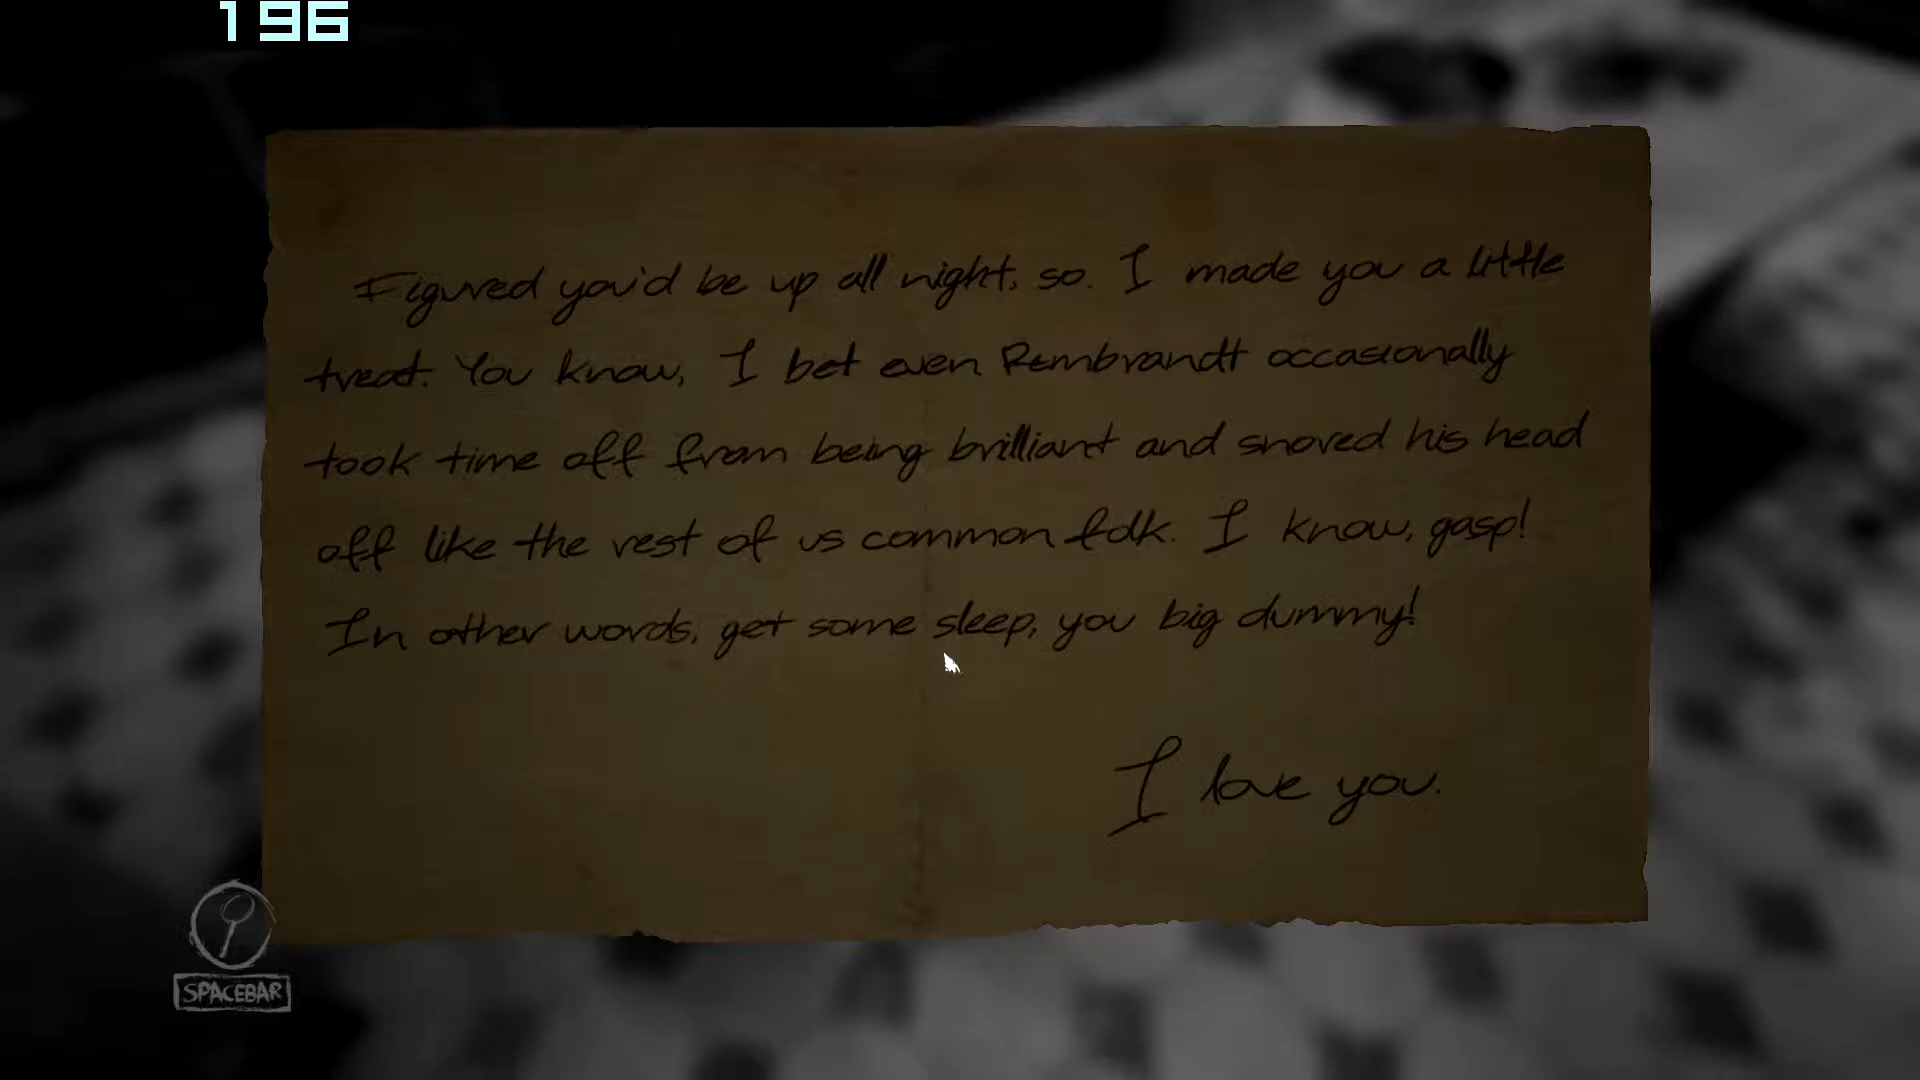 196
Figured you'd be up all night, so. I made you a little
treat. You know, I bet even Rembrandt occasionally
took time off from being brilliant and snored his head
off like the rest of us common folk. I know, gasp!
In other words, get some sleep, you big dummy!
I love you.
SPACEBAR